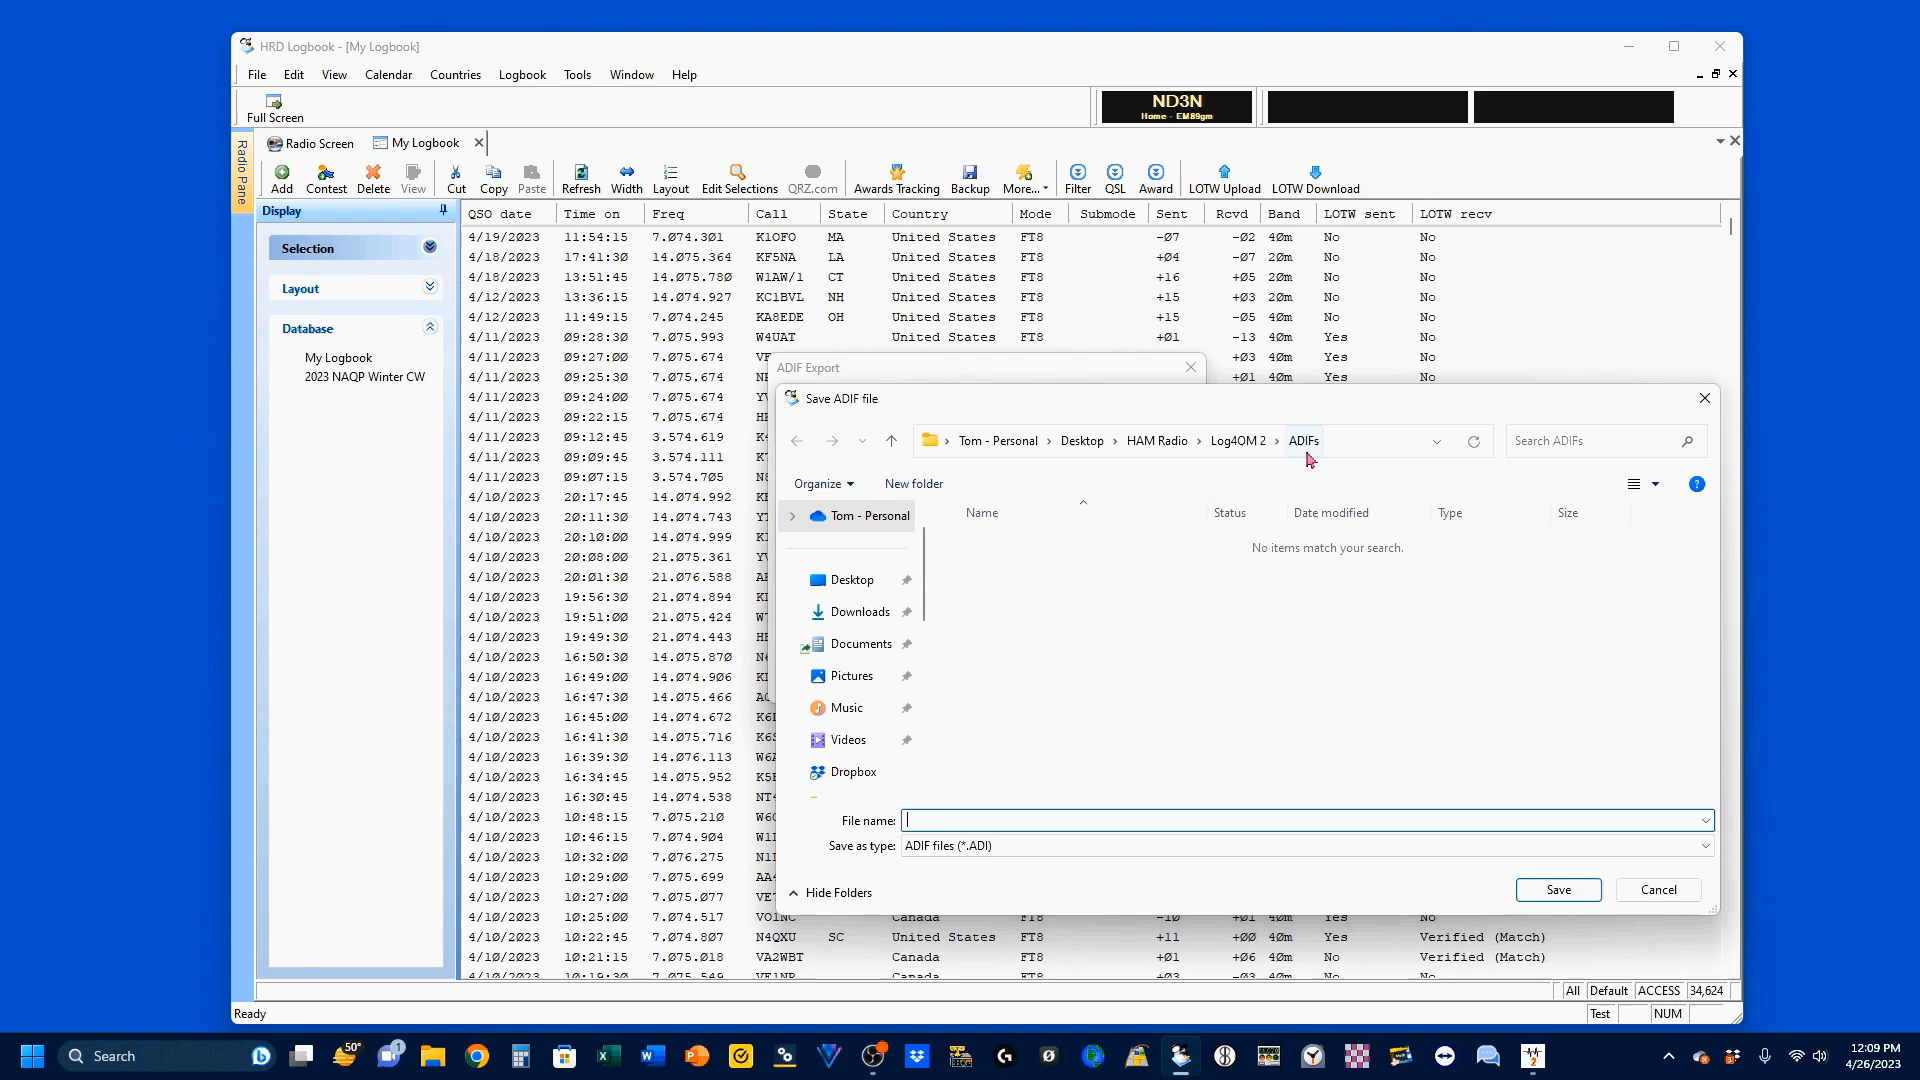 HRD Logbook - [My Logbook]
File Edit View Calendar Countries Logbook Tools Window Help
Full Screen
ND3N
Home - EM89gm
Radio Pane
Radio Screen My Logbook
Add Contest Delete View Cut Copy Paste Refresh Width Layout Edit Selections QRZ.com Awards Tracking Backup More... Filter QSL Award LOTW Upload LOTW Download
Display
Selection
Layout
Database
My Logbook
2023 NAQP Winter CW
QSO date Time on Freq Call State Country Mode Submode Sent Rcvd Band LOTW sent LOTW recv
4/19/2023 11:54:15 7.074.301 K1OFO MA United States FT8 -07 -02 40m No No
4/18/2023 17:41:30 14.075.364 KF5NA LA United States FT8 +04 -07 20m No No
4/18/2023 13:51:45 14.075.780 W1AW/1 CT United States FT8 +16 +05 20m No No
4/12/2023 13:36:15 14.074.927 KC1BVL NH United States FT8 +15 +03 20m No No
4/12/2023 11:49:15 7.074.245 KA8EDE OH United States FT8 +15 -05 40m No No
4/11/2023 09:28:30 7.075.993 W4UAT United States FT8 +01 -13 40m Yes No
4/11/2023 09:27:00 7.075.674 +03 40m Yes No
4/11/2023 09:25:30 7.075.674 +01 40m Yes No
4/11/2023 09:24:00 7.075.674
4/11/2023 09:22:15 7.075.674
4/11/2023 09:12:45 3.574.619
4/11/2023 09:09:45 3.574.111
4/11/2023 09:07:15 3.574.705
4/10/2023 20:17:45 14.074.992
4/10/2023 20:11:30 14.074.743
4/10/2023 20:10:00 14.074.999
4/10/2023 20:08:00 21.075.361
4/10/2023 20:01:30 21.076.588
4/10/2023 19:56:30 21.074.894
4/10/2023 19:51:00 21.075.424
4/10/2023 19:49:30 21.074.443
4/10/2023 16:50:30 14.075.870
4/10/2023 16:49:00 14.074.906
4/10/2023 16:47:30 14.075.466
4/10/2023 16:45:00 14.074.672
4/10/2023 16:41:30 14.075.716
4/10/2023 16:39:30 14.076.113
4/10/2023 16:34:45 14.075.952
4/10/2023 16:30:45 14.074.538
4/10/2023 10:48:15 7.075.210
4/10/2023 10:46:15 7.074.904
4/10/2023 10:32:00 7.076.275
4/10/2023 10:29:00 7.075.699
4/10/2023 10:27:00 7.075.077
4/10/2023 10:25:00 7.074.517 VO1NC Canada FT8 -10 +01 40m Yes No
4/10/2023 10:22:45 7.074.807 N4QXU SC United States FT8 +11 +00 40m Yes Verified (Match)
4/10/2023 10:21:15 7.075.018 VA2WBT Canada FT8 +01 +06 40m No Verified (Match)
4/10/2023 10:19:30 7.075.549 VE1NP Canada FT8 +03 -03 40m No No
ADIF Export
Save ADIF file
Tom - Personal › Desktop › HAM Radio › Log4OM 2 › ADIFs
Search ADIFs
Organize New folder
Tom - Personal
Name Status Date modified Type Size
No items match your search.
Desktop
Downloads
Documents
Pictures
Music
Videos
Dropbox
File name:
Save as type: ADIF files (*.ADI)
Hide Folders
Save Cancel
All Default ACCESS 34,624
Ready
Test NUM
Search
50°
1
12:09 PM
4/26/2023